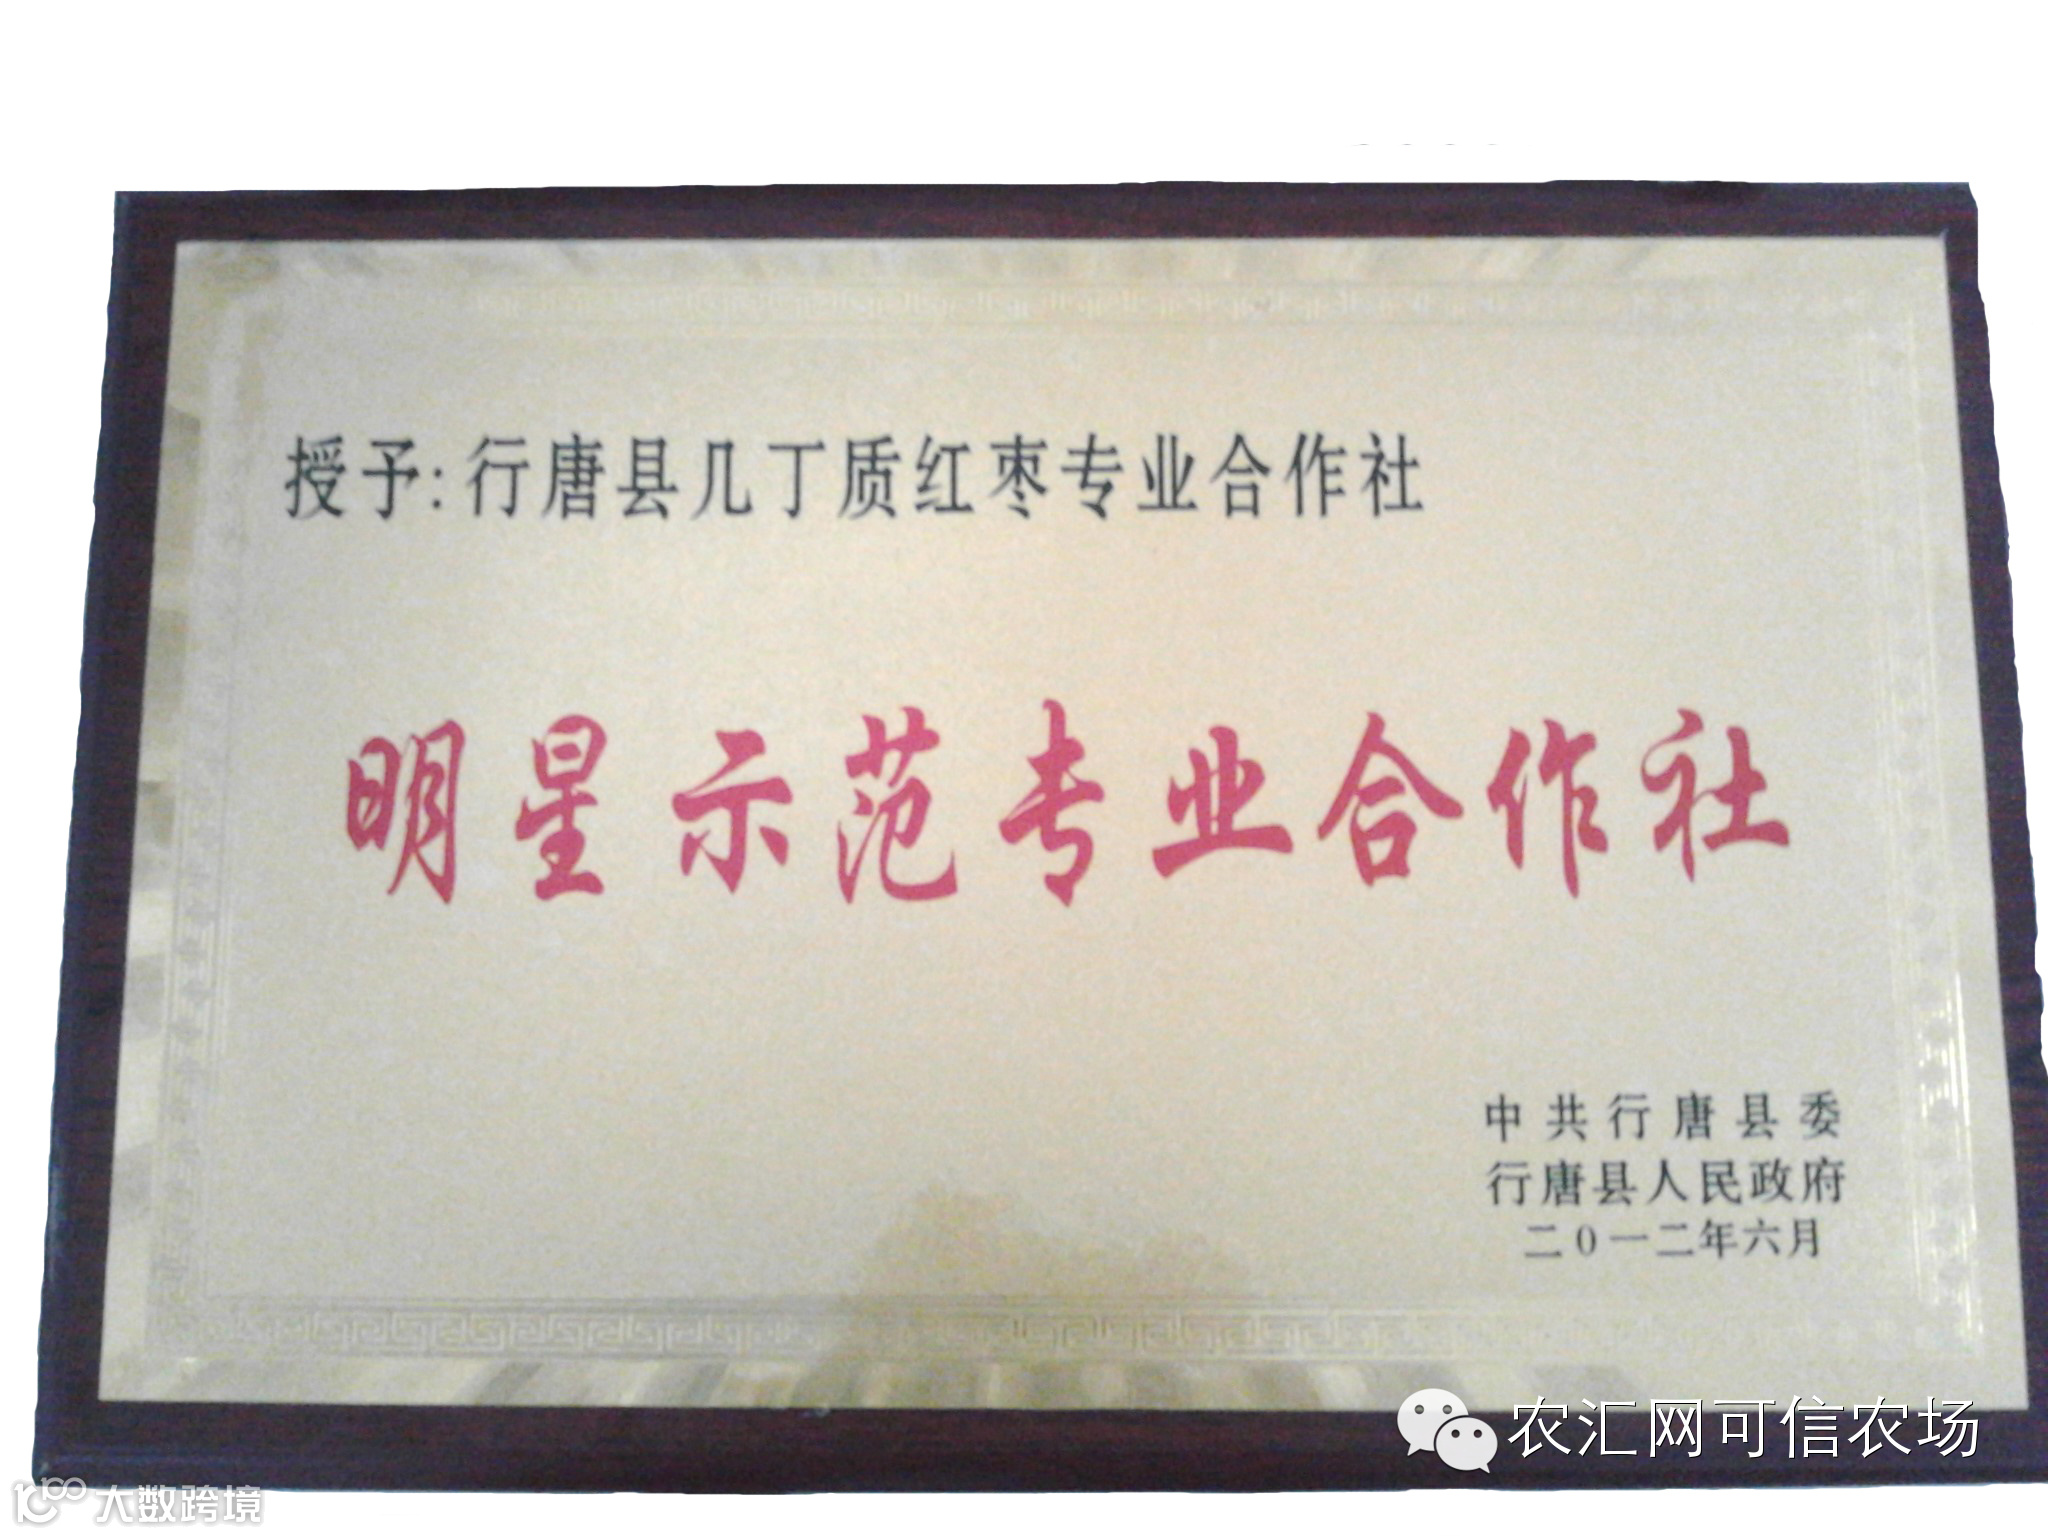 授予:行唐县几丁质红枣专业合作社
明星示范专业合作社
中共行唐县委
行唐县人民政府
二0一二年六月
农汇网可信农场
大数跨境